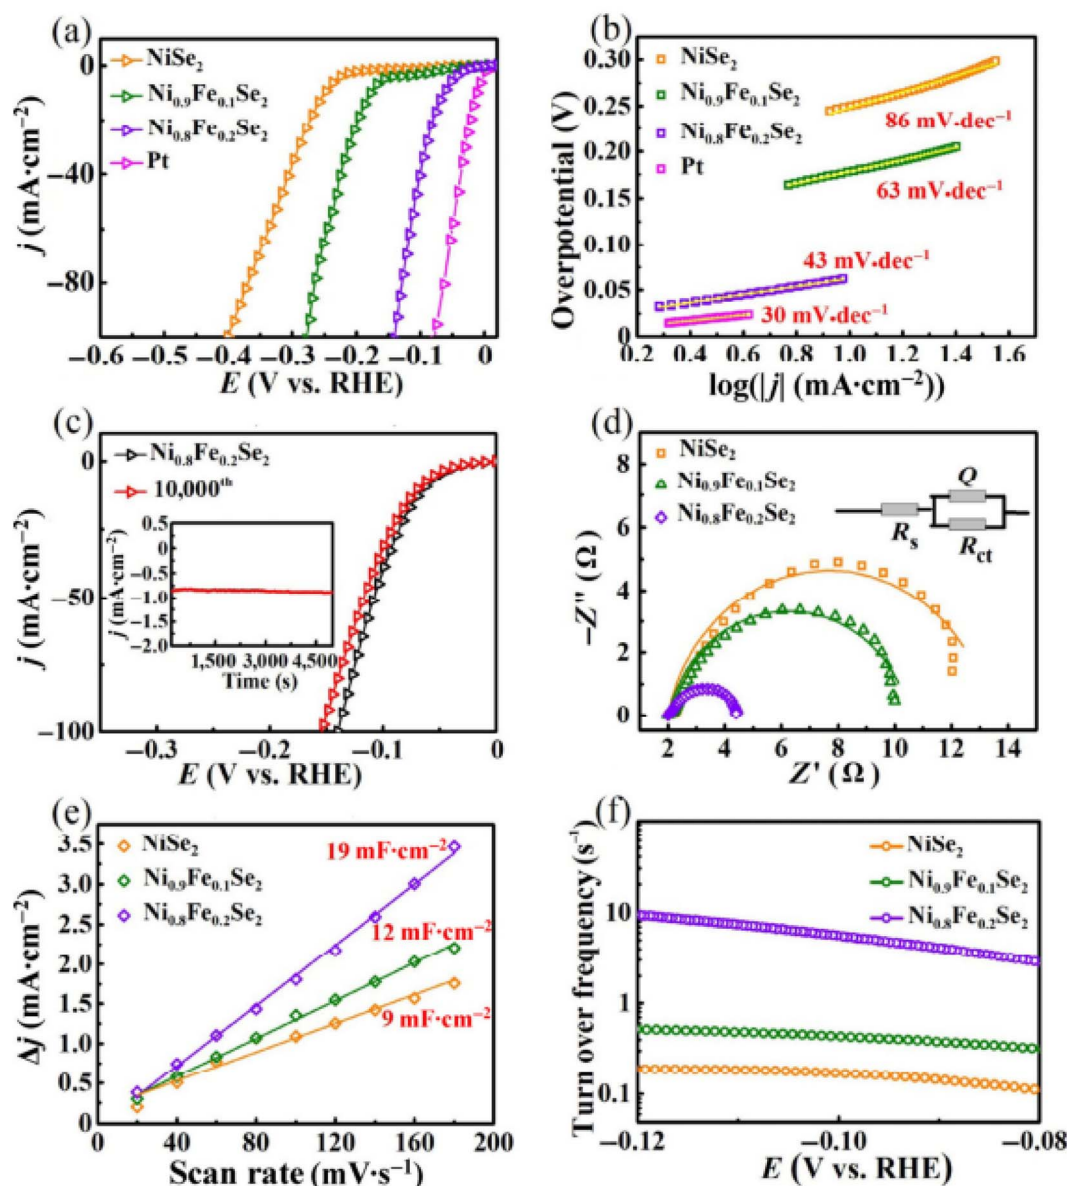 (a)
NiSe₂
Ni₀.₉Fe₀.₁Se₂
Ni₀.₈Fe₀.₂Se₂
Pt
0
−40
−80
j (mA·cm⁻²)
−0.6 −0.5 −0.4 −0.3 −0.2 −0.1 0
E (V vs. RHE)
(b)
NiSe₂
Ni₀.₉Fe₀.₁Se₂
Ni₀.₈Fe₀.₂Se₂
Pt
86 mV·dec⁻¹
63 mV·dec⁻¹
43 mV·dec⁻¹
30 mV·dec⁻¹
0.30
0.25
0.20
0.15
0.10
0.05
0
Overpotential (V)
0.2 0.4 0.6 0.8 1.0 1.2 1.4 1.6
log(|j| (mA·cm⁻²)
(c)
Ni₀.₈Fe₀.₂Se₂
10,000ᵗʰ
0
−50
−100
j (mA·cm⁻²)
0.5
0
−0.5
−1.0
−1.5
−2.0
j (mA·cm⁻²)
1,500 3,000 4,500
Time (s)
−0.3 −0.2 −0.1 0
E (V vs. RHE)
(d)
NiSe₂
Ni₀.₉Fe₀.₁Se₂
Ni₀.₈Fe₀.₂Se₂
Q
Rs
Rct
8
6
4
2
0
−Z″ (Ω)
2 4 6 8 10 12 14
Z′ (Ω)
(e)
NiSe₂
Ni₀.₉Fe₀.₁Se₂
Ni₀.₈Fe₀.₂Se₂
19 mF·cm⁻²
12 mF·cm⁻²
9 mF·cm⁻²
3.5
3.0
2.5
2.0
1.5
1.0
0.5
0
Δj (mA·cm⁻²)
0 40 80 120 160 200
Scan rate (mV·s⁻¹)
(f)
NiSe₂
Ni₀.₉Fe₀.₁Se₂
Ni₀.₈Fe₀.₂Se₂
10
1
0.1
Turn over frequency (s⁻¹)
−0.12 −0.10 −0.08
E (V vs. RHE)